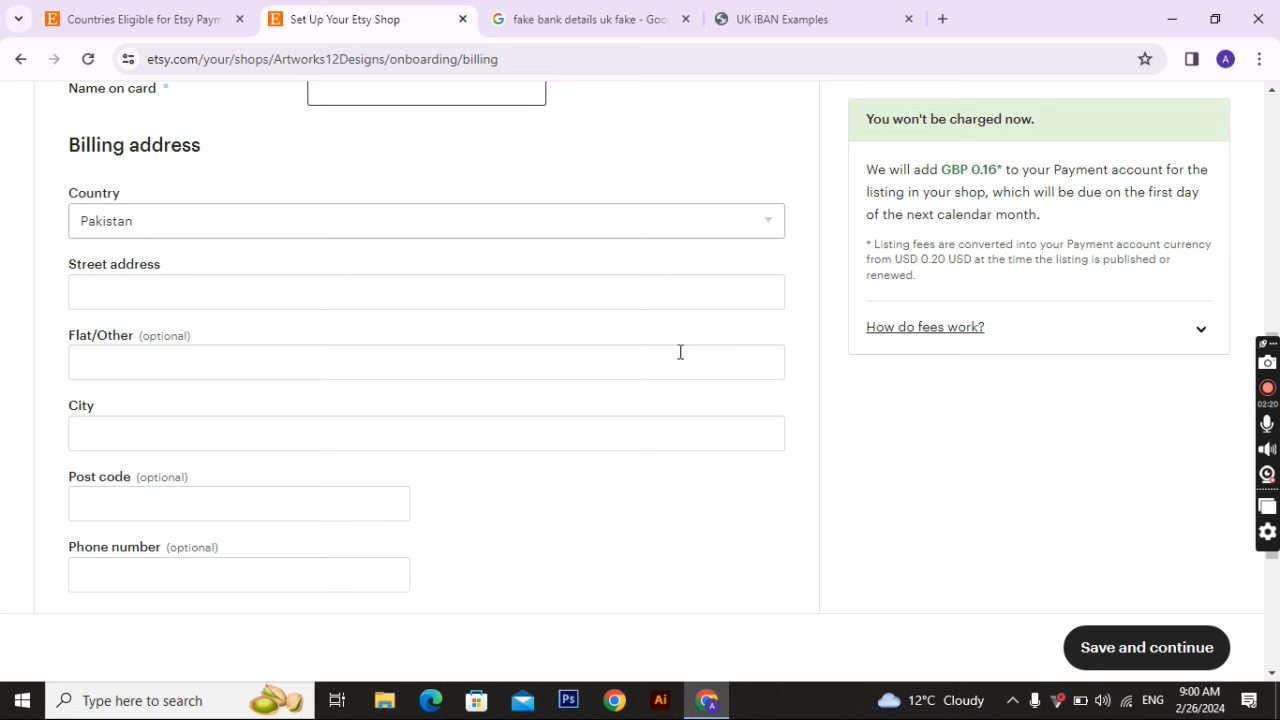 Countries Eligible for Etsy Paym
Set Up Your Etsy Shop
fake bank details uk fake - Goo
UK IBAN Examples
etsy.com/your/shops/Artworks12Designs/onboarding/billing
A
Name on card *
You won't be charged now.
Billing address
We will add GBP 0.16* to your Payment account for the
listing in your shop, which will be due on the first day
of the next calendar month.
Country
Pakistan
* Listing fees are converted into your Payment account currency
from USD 0.20 USD at the time the listing is published or
renewed.
Street address
How do fees work?
Flat/Other (optional)
City
02:20
Post code (optional)
Phone number (optional)
Save and continue
Type here to search
Ps
Ai
A
12°C Cloudy
ENG
9:00 AM
2/26/2024